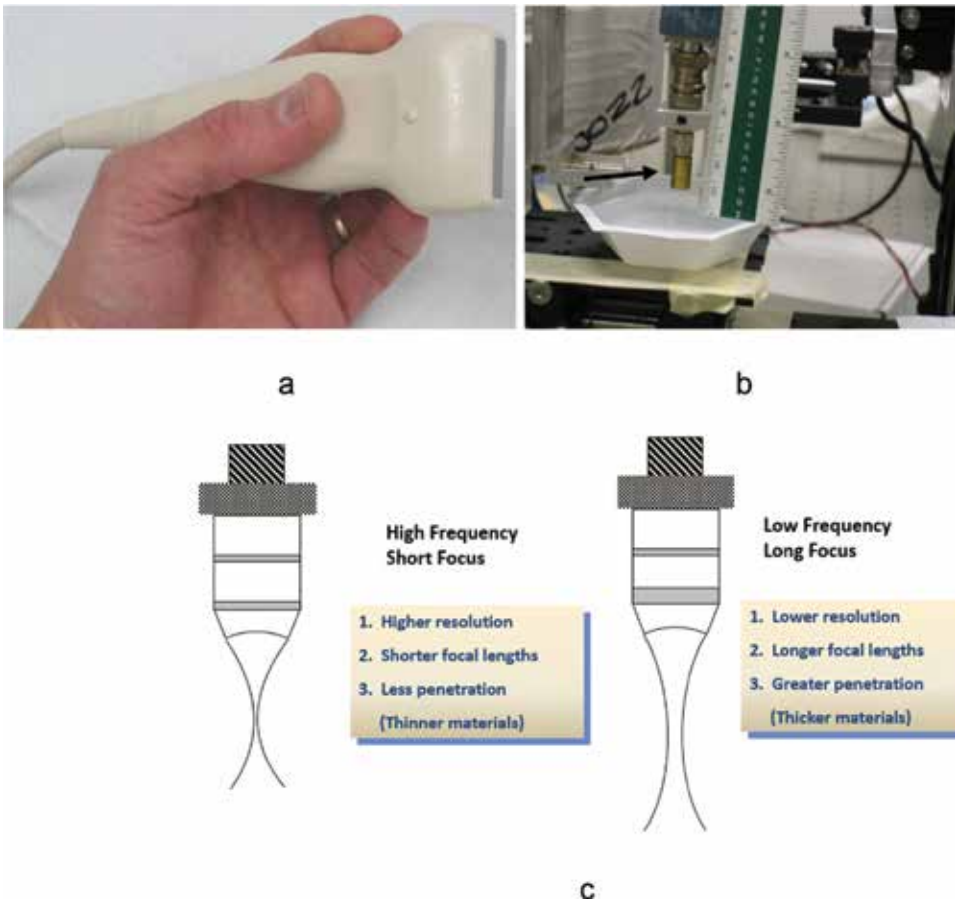 3022
a
b
High Frequency
Short Focus
1. Higher resolution
2. Shorter focal lengths
3. Less penetration
(Thinner materials)
Low Frequency
Long Focus
1. Lower resolution
2. Longer focal lengths
3. Greater penetration
(Thicker materials)
c